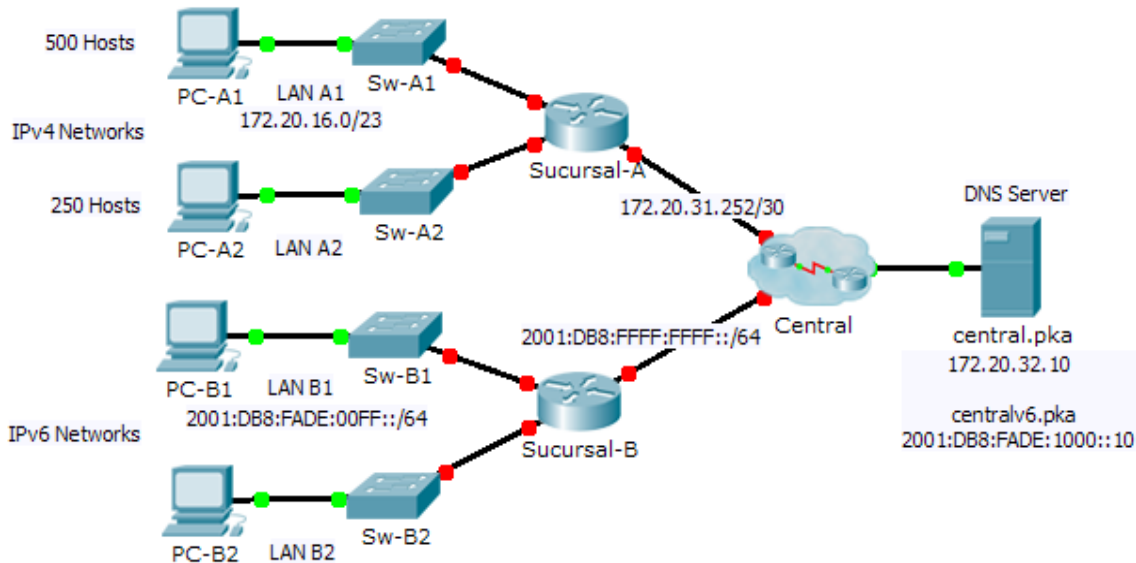 500 Hosts
PC-A1
Sw-A1
LAN A1
172.20.16.0/23
IPv4 Networks
Sucursal-A
250 Hosts
PC-A2
Sw-A2
LAN A2
172.20.31.252/30
DNS Server
Central
central.pka
172.20.32.10
centralv6.pka
2001:DB8:FADE:1000::10
2001:DB8:FFFF:FFFF::/64
PC-B1
Sw-B1
LAN B1
2001:DB8:FADE:00FF::/64
IPv6 Networks
Sucursal-B
PC-B2
Sw-B2
LAN B2